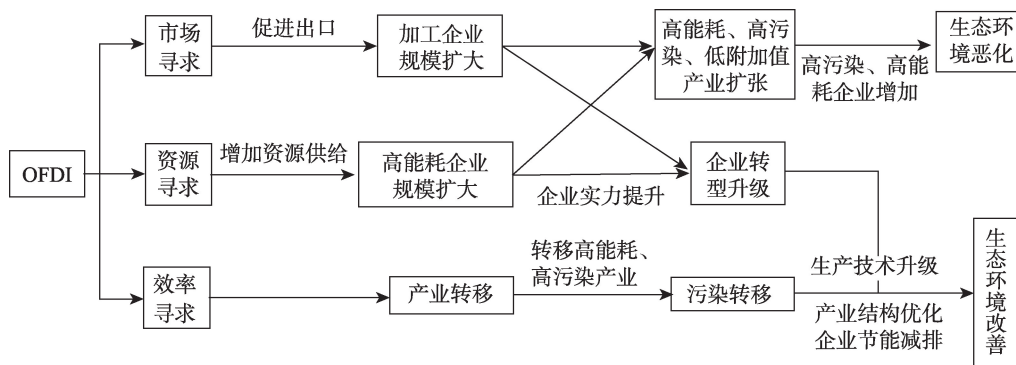 OFDI
市场
寻求
促进出口
加工企业
规模扩大
高能耗、高污
染、低附加值
产业扩张
高污染、高能
耗企业增加
生态环
境恶化
资源
寻求
增加资源供给
高能耗企业
规模扩大
企业实力提升
企业转
型升级
效率
寻求
产业转移
转移高能耗、
高污染产业
污染转移
生产技术升级
产业结构优化
企业节能减排
生态环境改善